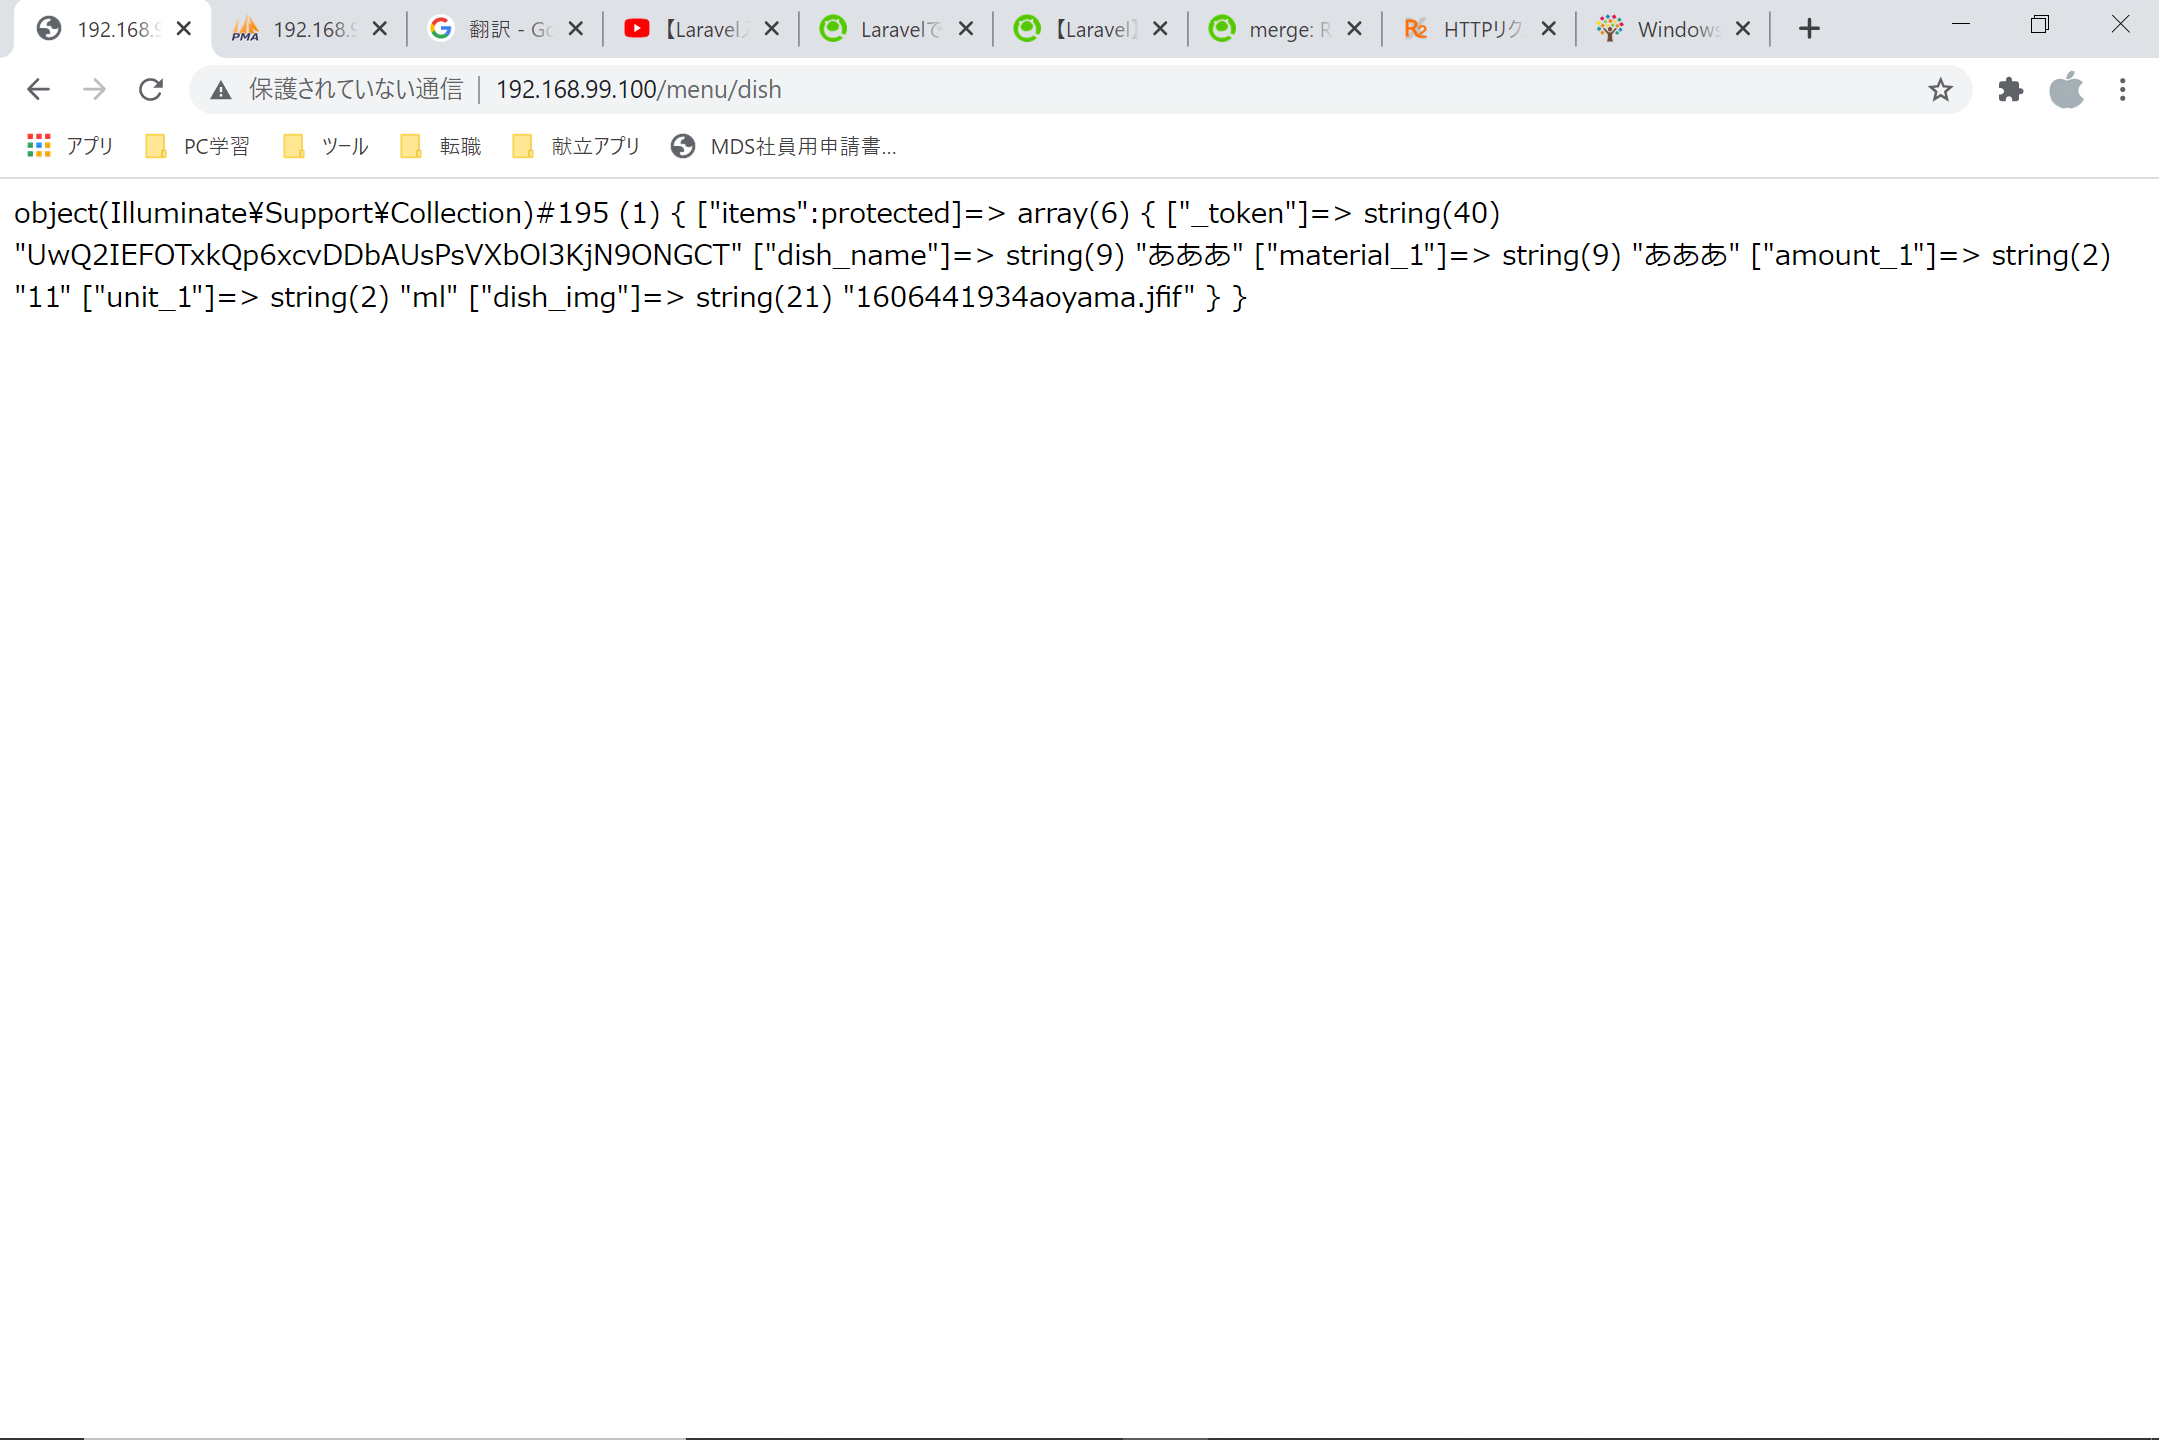 192.168.9
192.168.9
翻訳 - Go
【Laravel
Laravelで
【Laravel】
merge: R
HTTPリク
Windows
保護されていない通信
192.168.99.100/menu/dish
アプリ
PC学習
ツール
転職
献立アプリ
MDS社員用申請書...
object(Illuminate¥Support¥Collection)#195 (1) { ["items":protected]=> array(6) { ["_token"]=> string(40)
"UwQ2IEFOTxkQp6xcvDDbAUsPsVXbOl3KjN9ONGCT" ["dish_name"]=> string(9) "あああ" ["material_1"]=> string(9) "あああ" ["amount_1"]=> string(2)
"11" ["unit_1"]=> string(2) "ml" ["dish_img"]=> string(21) "1606441934aoyama.jfif" } }